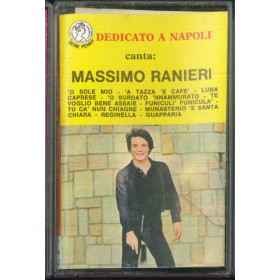 DEDICATO A NAPOLI
canta:
MASSIMO RANIERI
'O SOLE MIO - 'A TAZZA 'E CAFE' - LUNA
CAPRESE - 'O SURDATO 'NNAMMURATO - TE
VOGLIO BENE ASSAIE - FUNICULI' FUNICULA' -
TU CA' NUN CHIAGNE - MUNASTERIO 'E SANTA
CHIARA - REGINELLA - GUAPPARIA